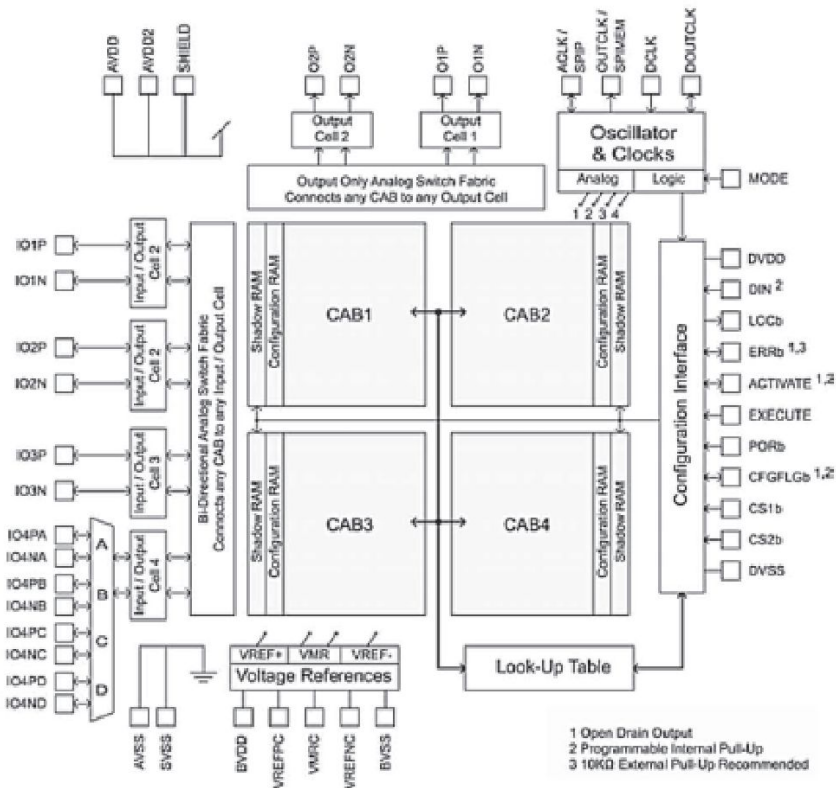 AVDD
AVDD2
SHIELD
O2P
O2N
O1P
O1N
ACLK /
SPIP
OUTCLK /
SPIMEM
DCLK
DOUTCLK
Output
Cell 2
Output
Cell 1
Oscillator
& Clocks
Analog
Logic
MODE
Output Only Analog Switch Fabric
Connects any CAB to any Output Cell
1 2 3 4
IO1P
IO1N
Input / Output
Cell 2
IO2P
IO2N
Input / Output
Cell 2
IO3P
IO3N
Input / Output
Cell 3
IO4PA
IO4NA
IO4PB
IO4NB
IO4PC
IO4NC
IO4PD
IO4ND
A
B
C
D
Input / Output
Cell 4
Bi-Directional Analog Switch Fabric
Connects any CAB to any Input / Output Cell
Shadow RAM
Configuration RAM
CAB1
CAB2
Configuration RAM
Shadow RAM
Shadow RAM
Configuration RAM
CAB3
CAB4
Configuration RAM
Shadow RAM
Configuration Interface
DVDD
DIN 2
LCCb
ERRb 1,3
ACTIVATE 1,2
EXECUTE
PORb
CFGFLGb 1,2
CS1b
CS2b
DVSS
VREF+
VMR
VREF-
Voltage References
Look-Up Table
AVSS
SVSS
BVDD
VREFPC
VMRC
VREFNC
BVSS
1 Open Drain Output
2 Programmable Internal Pull-Up
3 10KΩ External Pull-Up Recommended